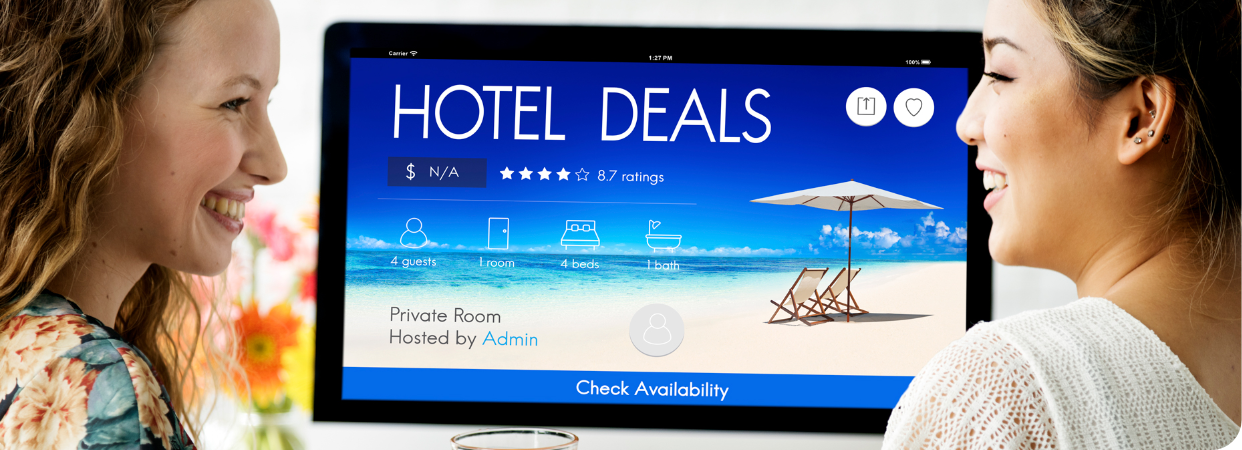 Carrier
1:27 PM
100%
HOTEL DEALS
$ N/A
8.7 ratings
4 guests
1 room
4 beds
1 bath
Private Room
Hosted by Admin
Check Availability